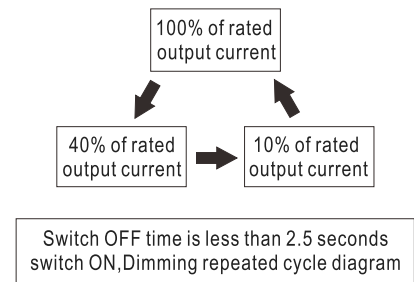 100% of rated
output current
40% of rated
output current
10% of rated
output current
Switch OFF time is less than 2.5 seconds
switch ON,Dimming repeated cycle diagram